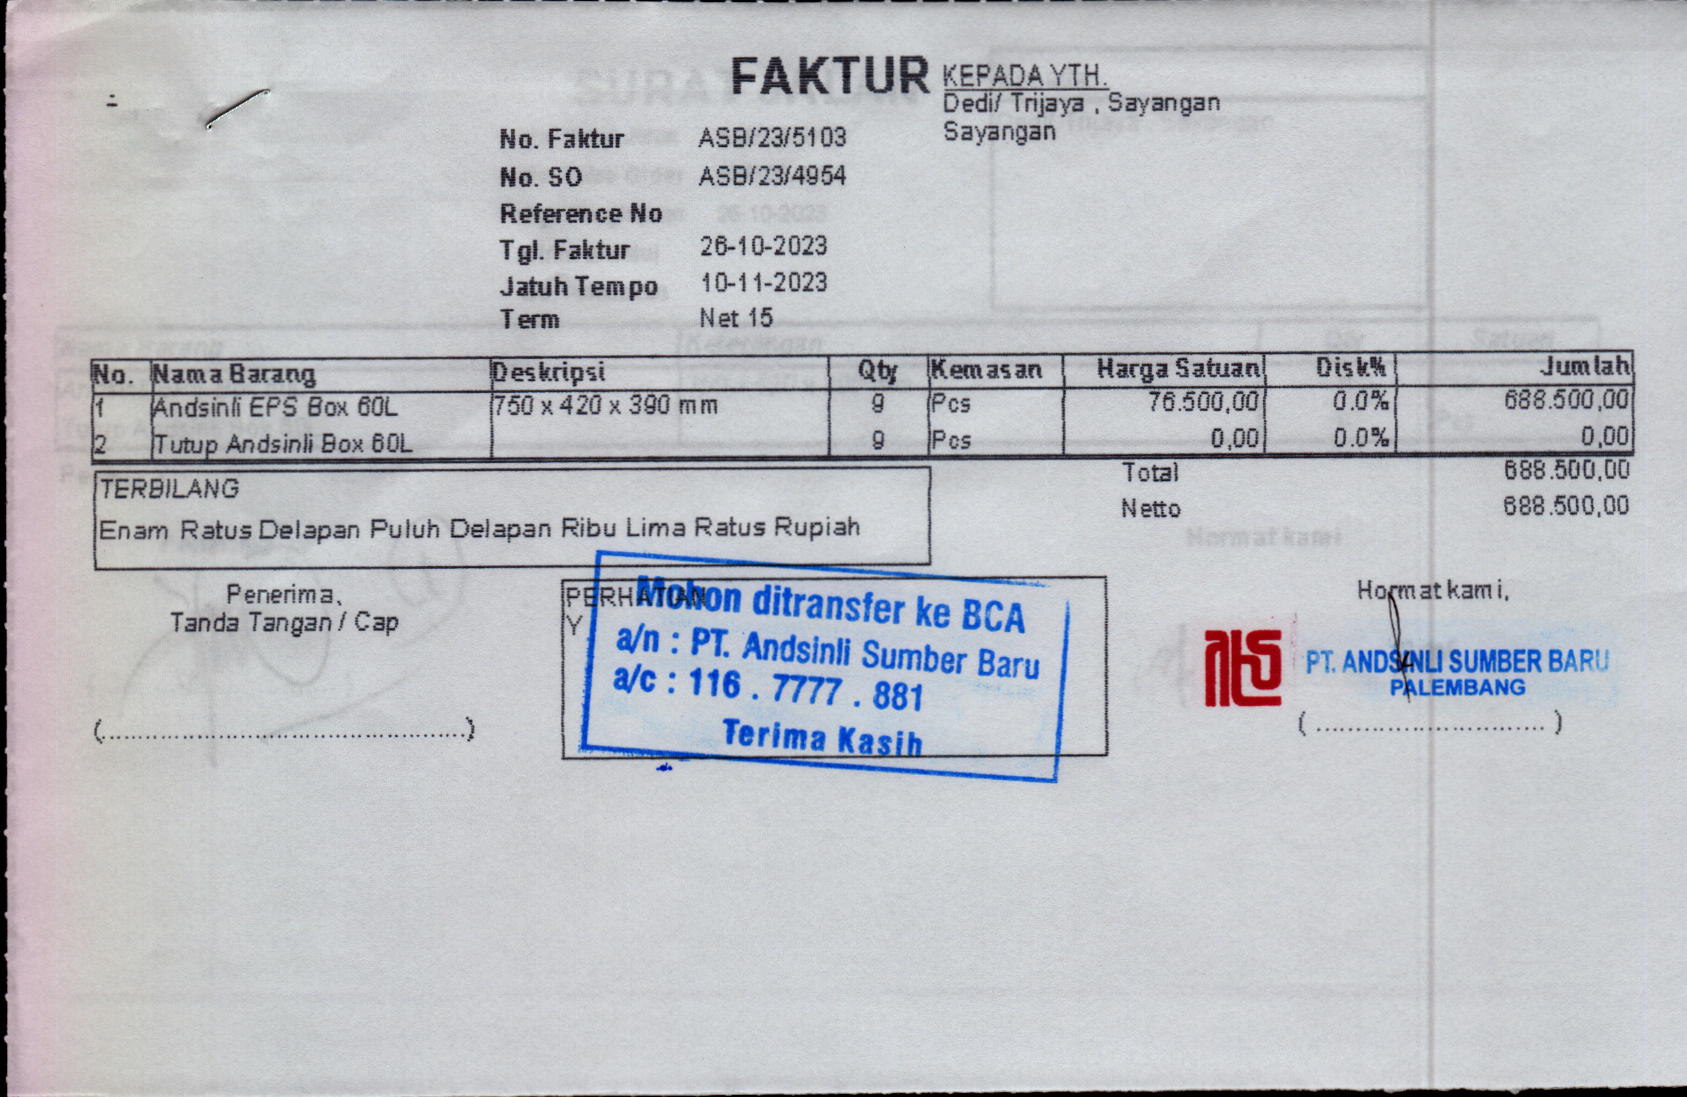 FAKTUR
KEPADA YTH.
Dedi/ Trijaya , Sayangan
Sayangan
No. Faktur ASB/23/5103
No. SO ASB/23/4954
Reference No
Tgl. Faktur 26-10-2023
Jatuh Tempo 10-11-2023
Term Net 15
No. Nama Barang Deskripsi Qty Kemasan Harga Satuan Disk% Jumlah
1 Andsinli EPS Box 60L 750 x 420 x 390 mm 9 Pcs 76.500,00 0.0% 688.500,00
2 Tutup Andsinli Box 60L 9 Pcs 0,00 0.0% 0,00
Total 688.500,00
Netto 688.500,00
TERBILANG
Enam Ratus Delapan Puluh Delapan Ribu Lima Ratus Rupiah
Penerima,
Tanda Tangan / Cap
(..............................................)
PERHATIAN
Y
Mohon ditransfer ke BCA
a/n : PT. Andsinli Sumber Baru
a/c : 116 . 7777 . 881
Terima Kasih
Hormat kami,
PT. ANDSINLI SUMBER BARU
PALEMBANG
(.............................)